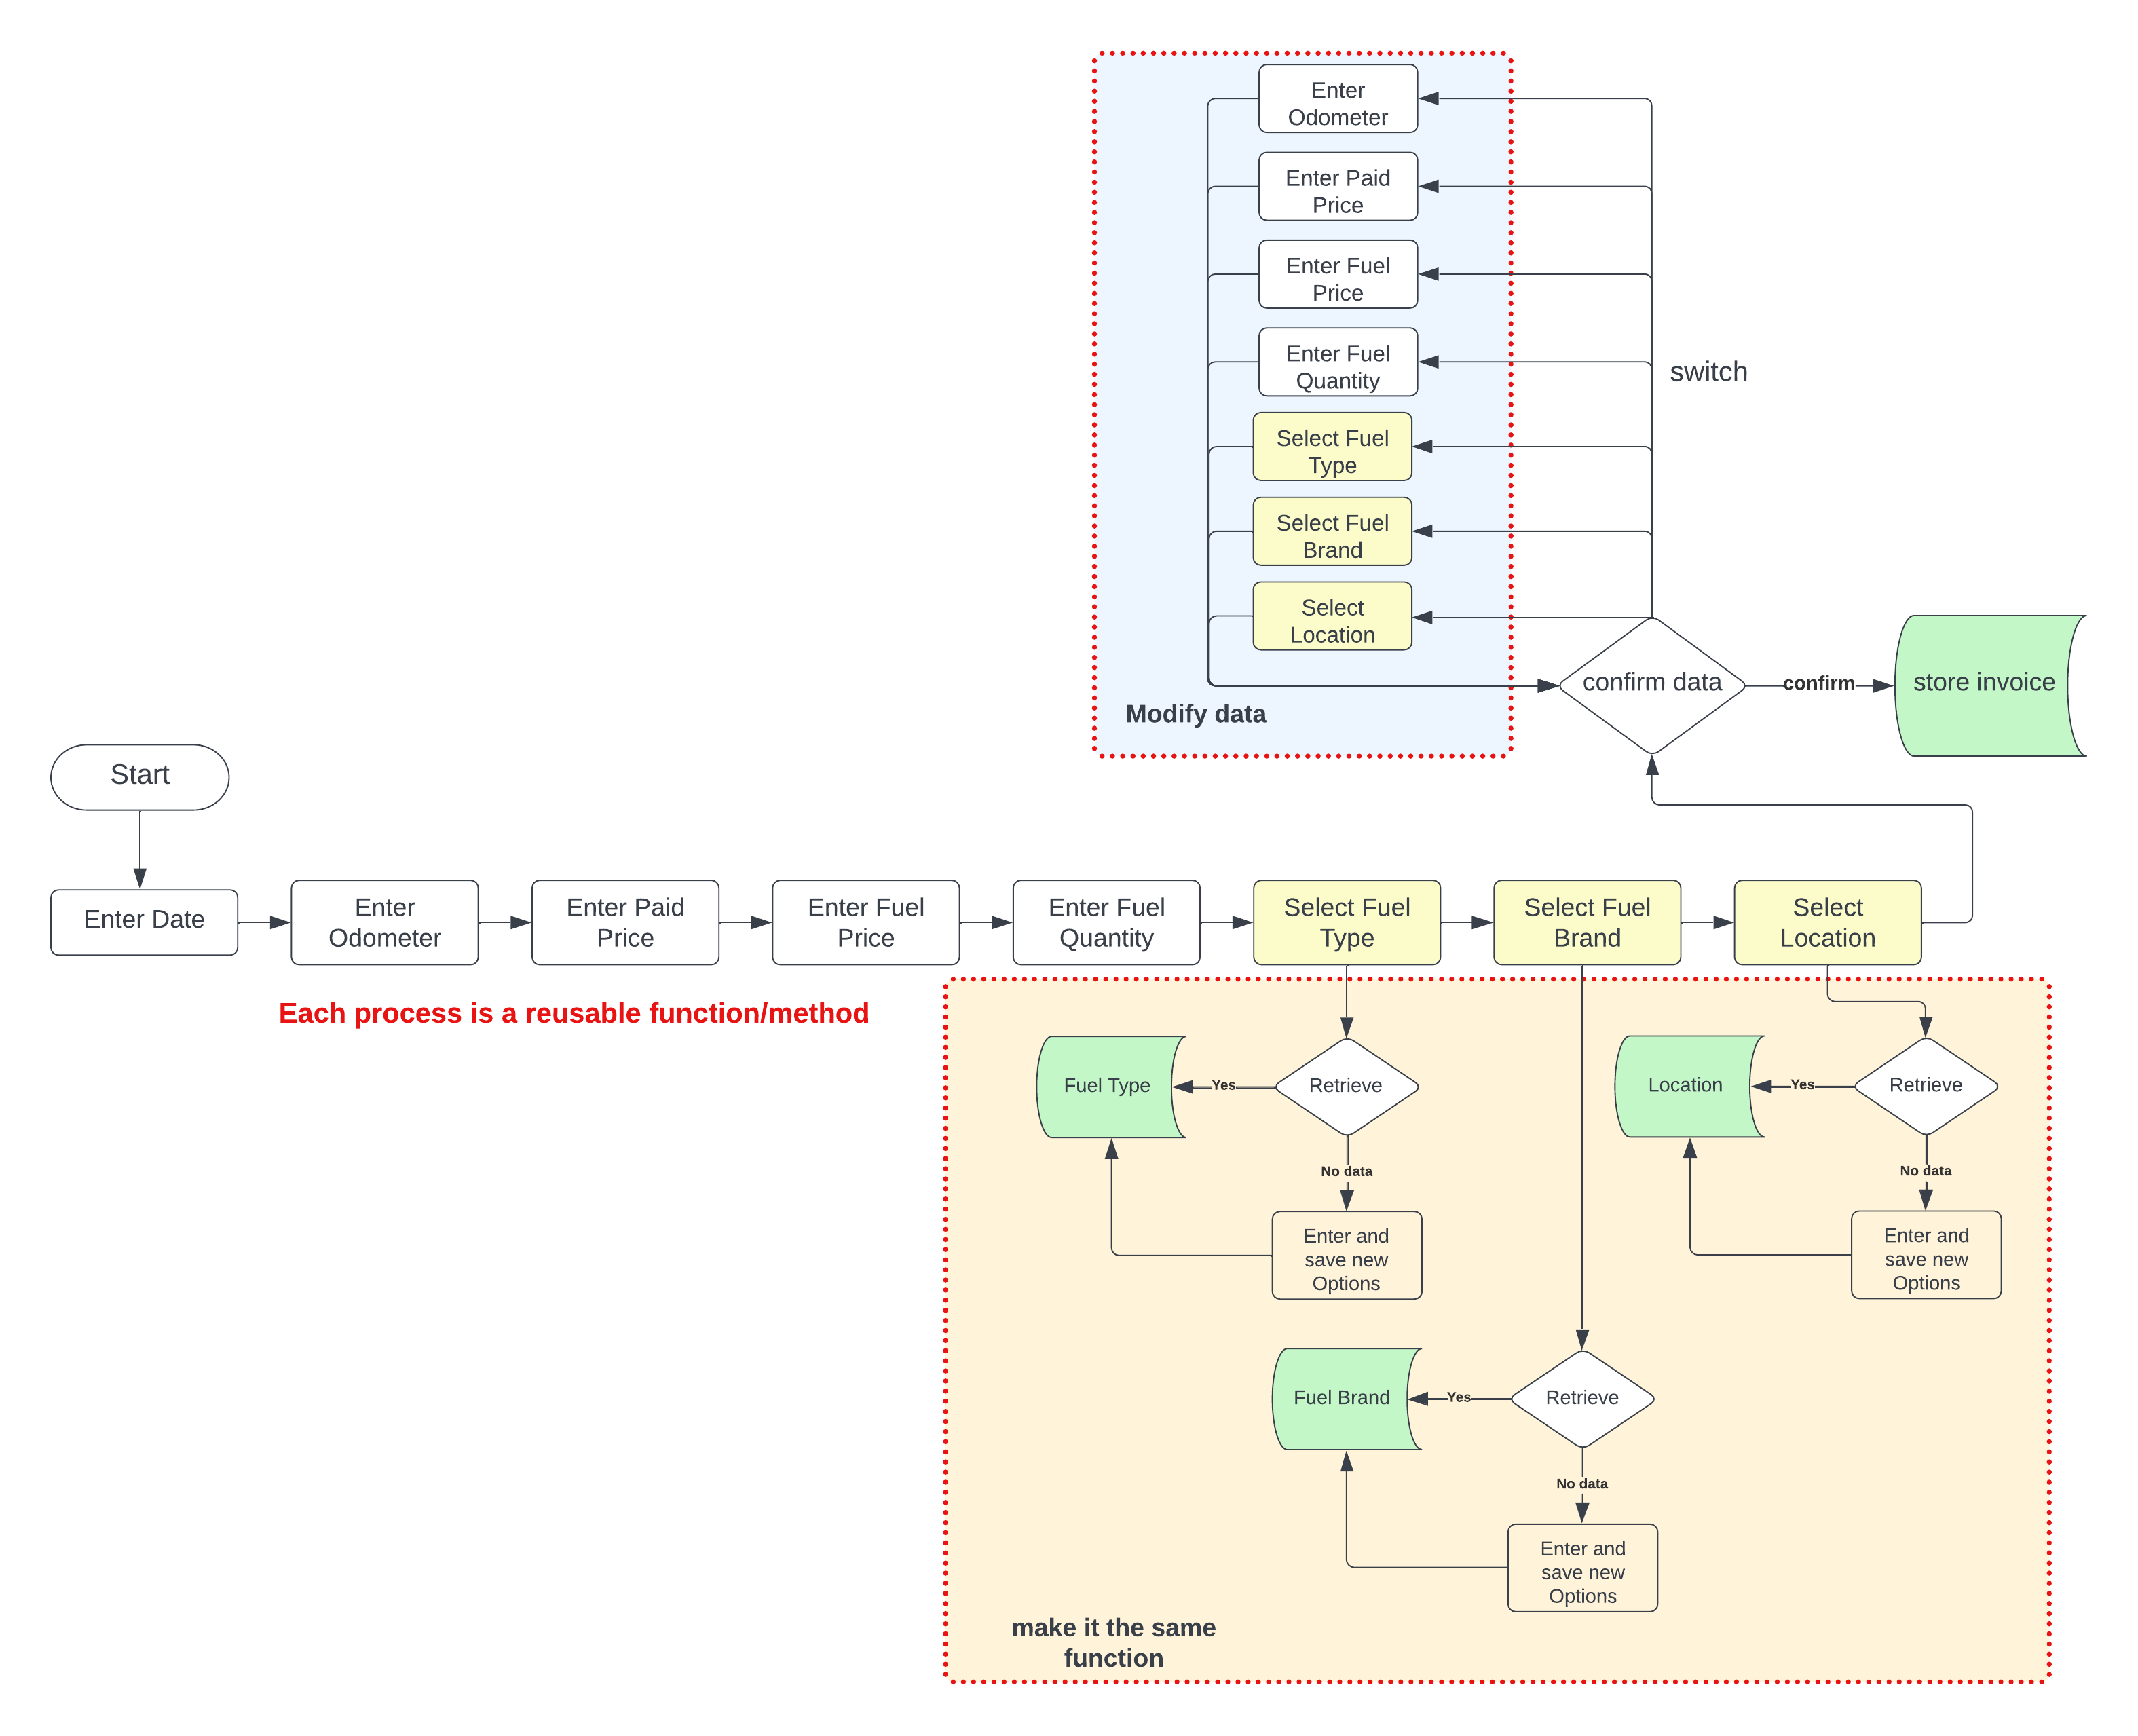 Enter
Odometer
Enter Paid
Price
Enter Fuel
Price
Enter Fuel
Quantity
switch
Select Fuel
Type
Select Fuel
Brand
Select
Location
confirm data
confirm
store invoice
Modify data
Start
Enter Date
Enter
Odometer
Enter Paid
Price
Enter Fuel
Price
Enter Fuel
Quantity
Select Fuel
Type
Select Fuel
Brand
Select
Location
Each process is a reusable function/method
Fuel Type
Yes
Retrieve
No data
Enter and
save new
Options
Location
Yes
Retrieve
No data
Enter and
save new
Options
Fuel Brand
Yes
Retrieve
No data
Enter and
save new
Options
make it the same
function